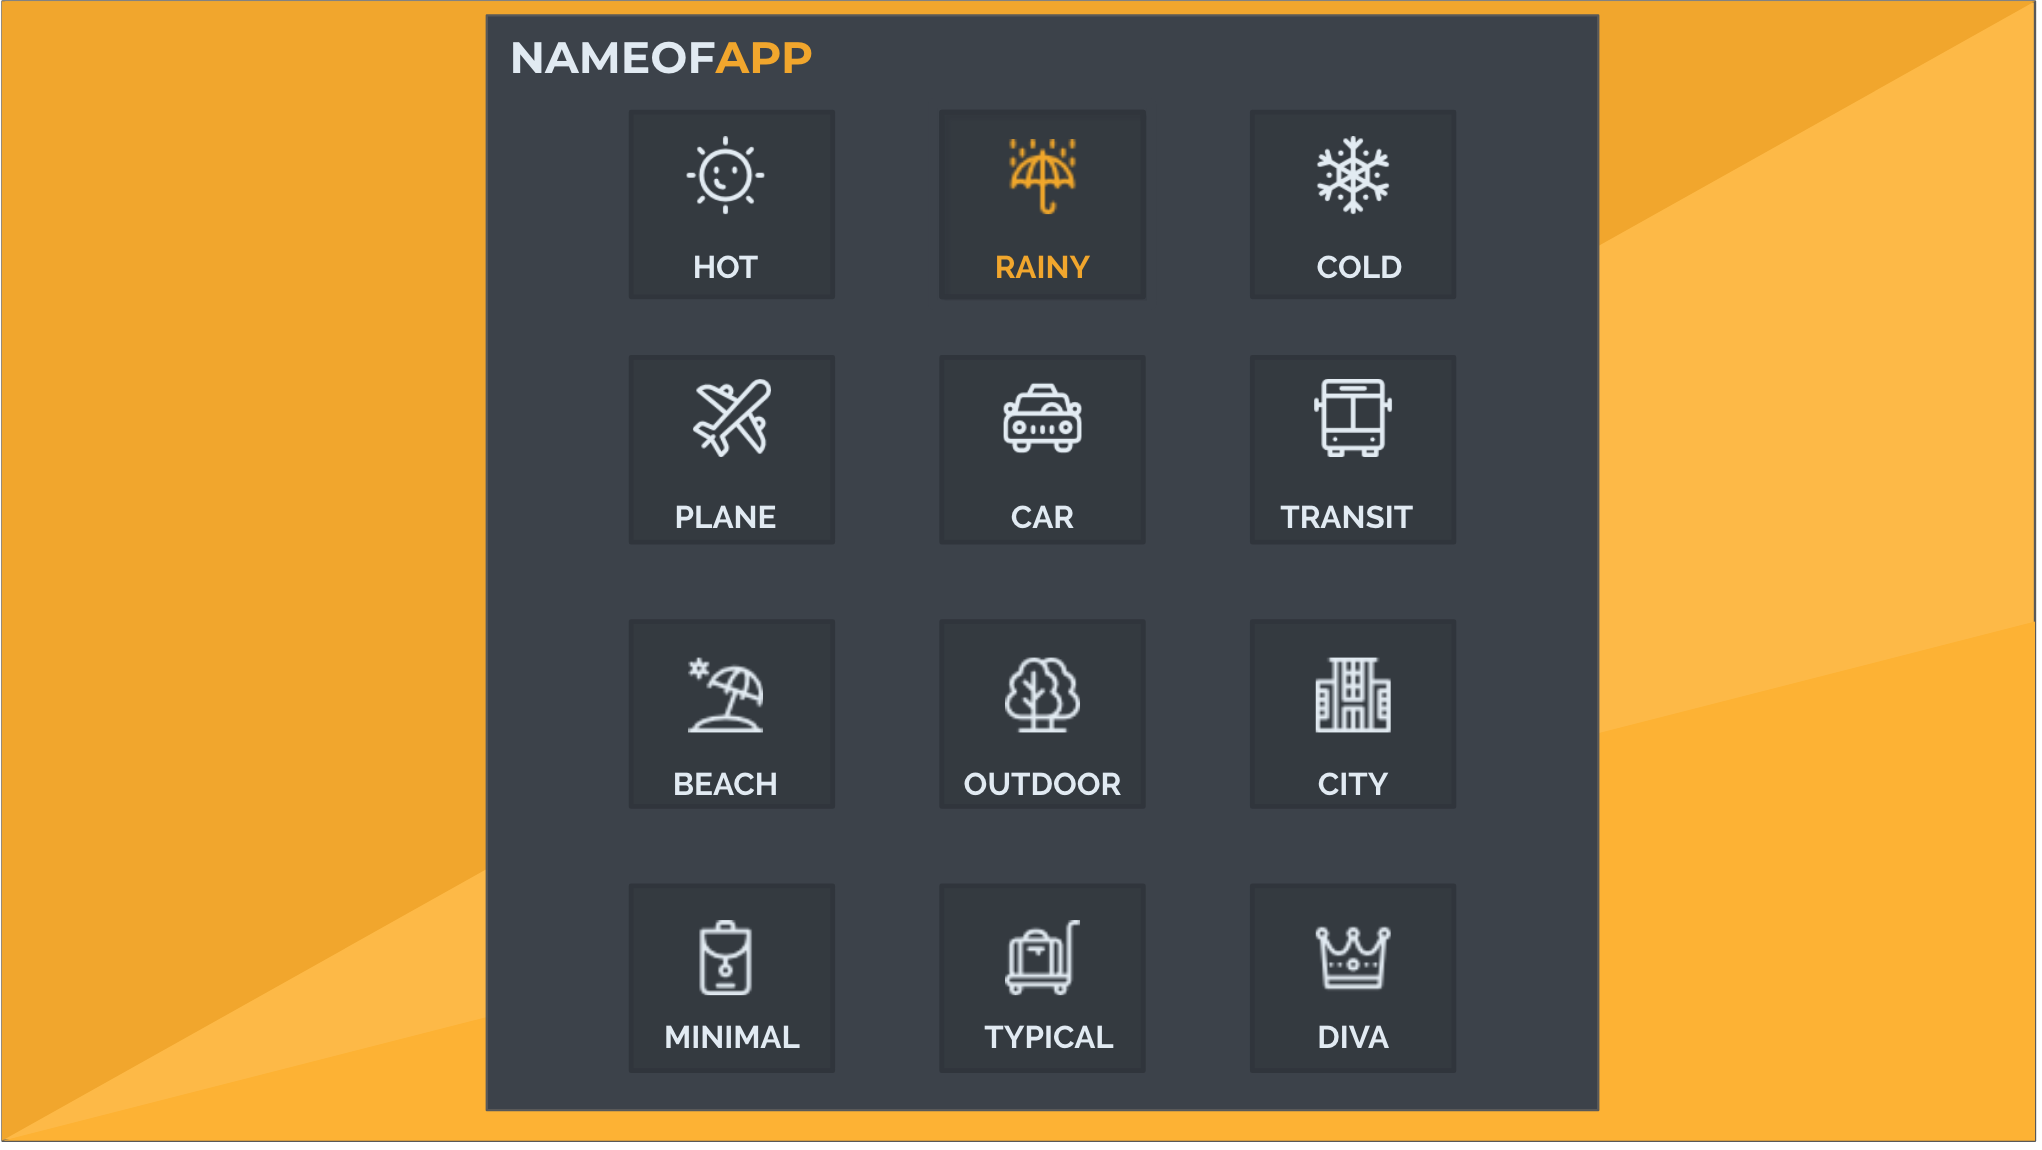 NAMEOFAPP
HOT
RAINY
COLD
PLANE
CAR
TRANSIT
BEACH
OUTDOOR
CITY
MINIMAL
TYPICAL
DIVA